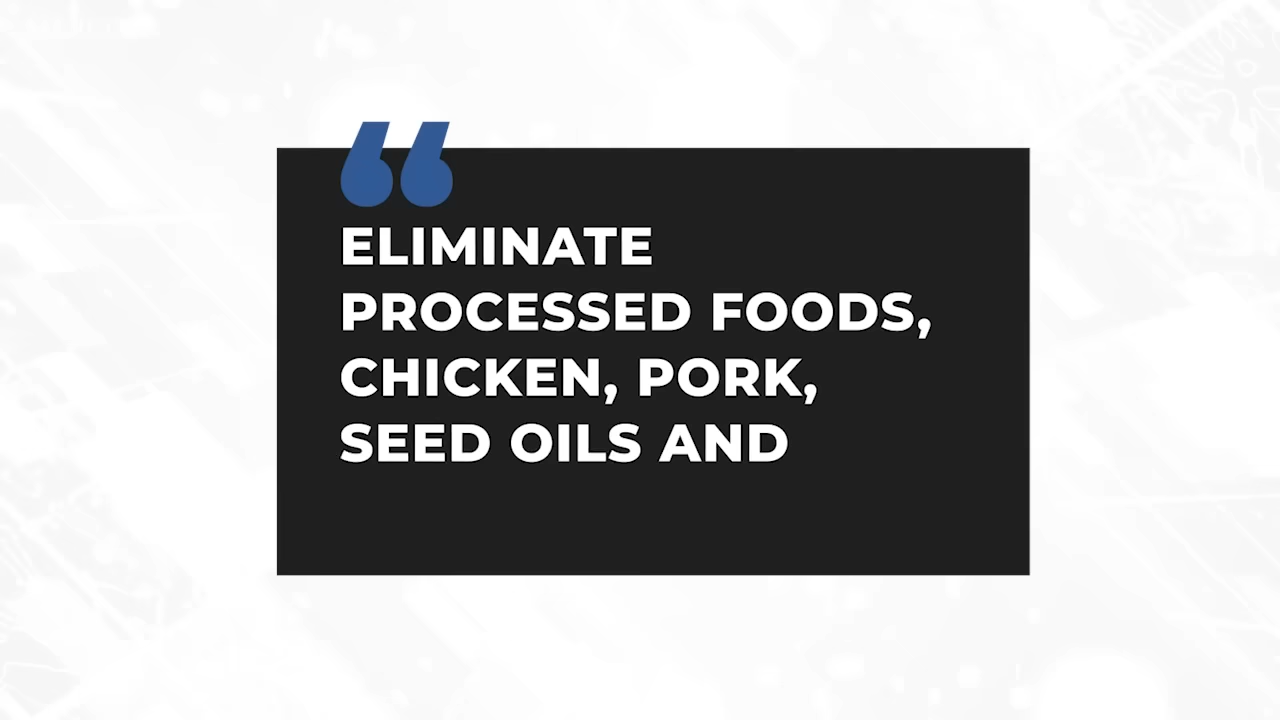 “
ELIMINATE
PROCESSED FOODS,
CHICKEN, PORK,
SEED OILS AND